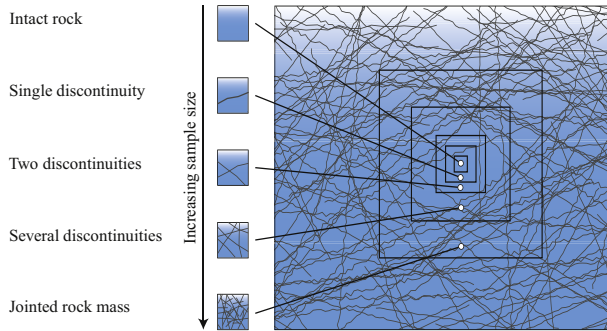 Intact rock
Single discontinuity
Two discontinuities
Several discontinuities
Jointed rock mass
Increasing sample size